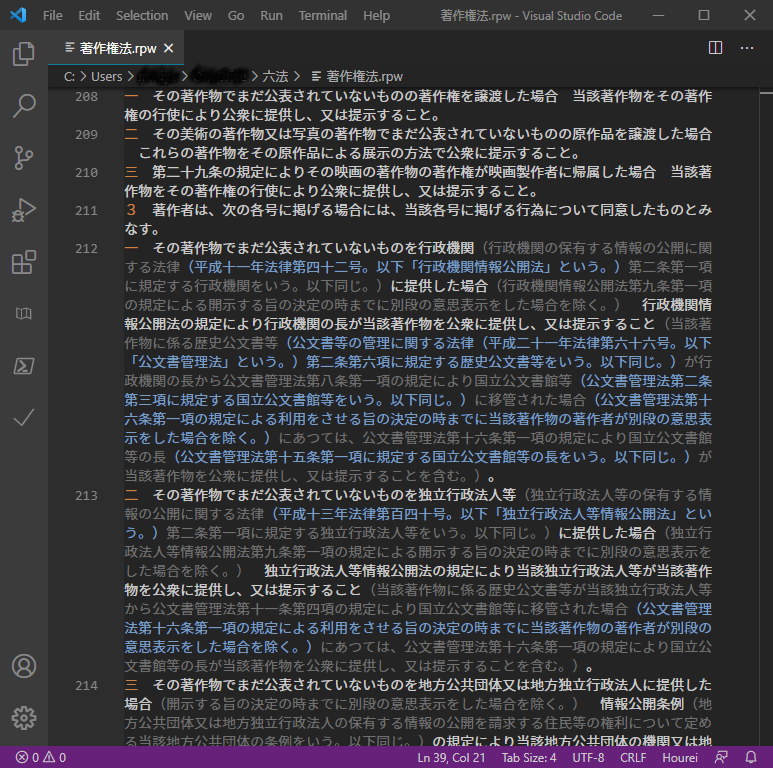 File Edit Selection View Go Run Terminal Help 著作権法.rpw - Visual Studio Code
著作権法.rpw
C: > Users > > > 六法 > 著作権法.rpw
208 一　その著作物でまだ公表されていないものの著作権を譲渡した場合　当該著作物をその著作
権の行使により公衆に提供し、又は提示すること。
209 二　その美術の著作物又は写真の著作物でまだ公表されていないものの原作品を譲渡した場合
　これらの著作物をその原作品による展示の方法で公衆に提示すること。
210 三　第二十九条の規定によりその映画の著作物の著作権が映画製作者に帰属した場合　当該著
作物をその著作権の行使により公衆に提供し、又は提示すること。
211 ３　著作者は、次の各号に掲げる場合には、当該各号に掲げる行為について同意したものとみ
なす。
212 一　その著作物でまだ公表されていないものを行政機関（行政機関の保有する情報の公開に関
する法律（平成十一年法律第四十二号。以下「行政機関情報公開法」という。）第二条第一項
に規定する行政機関をいう。以下同じ。）に提供した場合（行政機関情報公開法第九条第一項
の規定による開示する旨の決定の時までに別段の意思表示をした場合を除く。）　行政機関情
報公開法の規定により行政機関の長が当該著作物を公衆に提供し、又は提示すること（当該著
作物に係る歴史公文書等（公文書等の管理に関する法律（平成二十一年法律第六十六号。以下
「公文書管理法」という。）第二条第六項に規定する歴史公文書等をいう。以下同じ。）が行
政機関の長から公文書管理法第八条第一項の規定により国立公文書館等（公文書管理法第二条
第三項に規定する国立公文書館等をいう。以下同じ。）に移管された場合（公文書管理法第十
六条第一項の規定による利用をさせる旨の決定の時までに当該著作物の著作者が別段の意思表
示をした場合を除く。）にあつては、公文書管理法第十六条第一項の規定により国立公文書館
等の長（公文書管理法第十五条第一項に規定する国立公文書館等の長をいう。以下同じ。）が
当該著作物を公衆に提供し、又は提示することを含む。）。
213 二　その著作物でまだ公表されていないものを独立行政法人等（独立行政法人等の保有する情
報の公開に関する法律（平成十三年法律第百四十号。以下「独立行政法人等情報公開法」とい
う。）第二条第一項に規定する独立行政法人等をいう。以下同じ。）に提供した場合（独立行
政法人等情報公開法第九条第一項の規定による開示する旨の決定の時までに別段の意思表示を
した場合を除く。）　独立行政法人等情報公開法の規定により当該独立行政法人等が当該著作
物を公衆に提供し、又は提示すること（当該著作物に係る歴史公文書等が当該独立行政法人等
から公文書管理法第十一条第四項の規定により国立公文書館等に移管された場合（公文書管理
法第十六条第一項の規定による利用をさせる旨の決定の時までに当該著作物の著作者が別段の
意思表示をした場合を除く。）にあつては、公文書管理法第十六条第一項の規定により国立公
文書館等の長が当該著作物を公衆に提供し、又は提示することを含む。）。
214 三　その著作物でまだ公表されていないものを地方公共団体又は地方独立行政法人に提供した
場合（開示する旨の決定の時までに別段の意思表示をした場合を除く。）　情報公開条例（地
方公共団体又は地方独立行政法人の保有する情報の公開を請求する住民等の権利について定め
る当該地方公共団体の条例をいう。以下同じ。）の規定により当該地方公共団体の機関又は地
0 0 Ln 39, Col 21 Tab Size: 4 UTF-8 CRLF Hourei